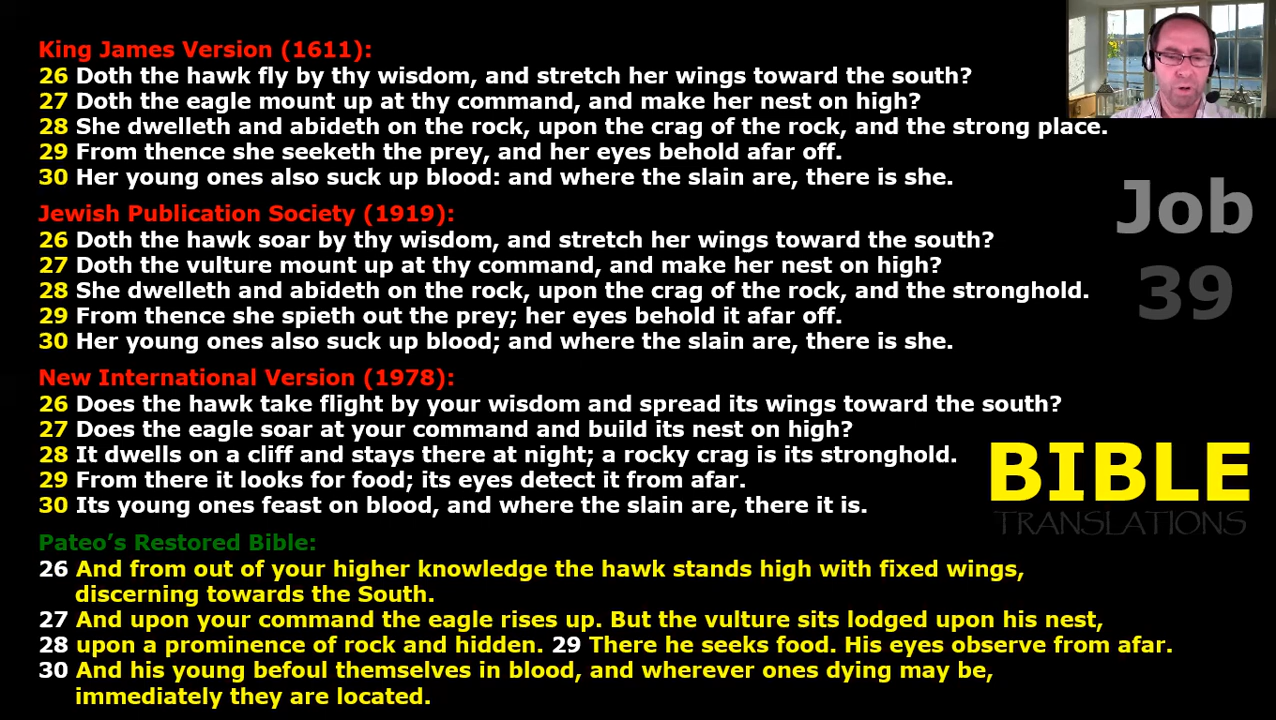 King James Version (1611):
26 Doth the hawk fly by thy wisdom, and stretch her wings toward the south?
27 Doth the eagle mount up at thy command, and make her nest on high?
28 She dwelleth and abideth on the rock, upon the crag of the rock, and the strong place.
29 From thence she seeketh the prey, and her eyes behold afar off.
30 Her young ones also suck up blood: and where the slain are, there is she.
Jewish Publication Society (1919):
26 Doth the hawk soar by thy wisdom, and stretch her wings toward the south?
27 Doth the vulture mount up at thy command, and make her nest on high?
28 She dwelleth and abideth on the rock, upon the crag of the rock, and the stronghold.
29 From thence she spieth out the prey; her eyes behold it afar off.
30 Her young ones also suck up blood; and where the slain are, there is she.
New International Version (1978):
26 Does the hawk take flight by your wisdom and spread its wings toward the south?
27 Does the eagle soar at your command and build its nest on high?
28 It dwells on a cliff and stays there at night; a rocky crag is its stronghold.
29 From there it looks for food; its eyes detect it from afar.
30 Its young ones feast on blood, and where the slain are, there it is.
Pateo's Restored Bible:
26 And from out of your higher knowledge the hawk stands high with fixed wings,
discerning towards the South.
27 And upon your command the eagle rises up. But the vulture sits lodged upon his nest,
28 upon a prominence of rock and hidden. 29 There he seeks food. His eyes observe from afar.
30 And his young befoul themselves in blood, and wherever ones dying may be,
immediately they are located.
Job
39
BIBLE
TRANSLATIONS